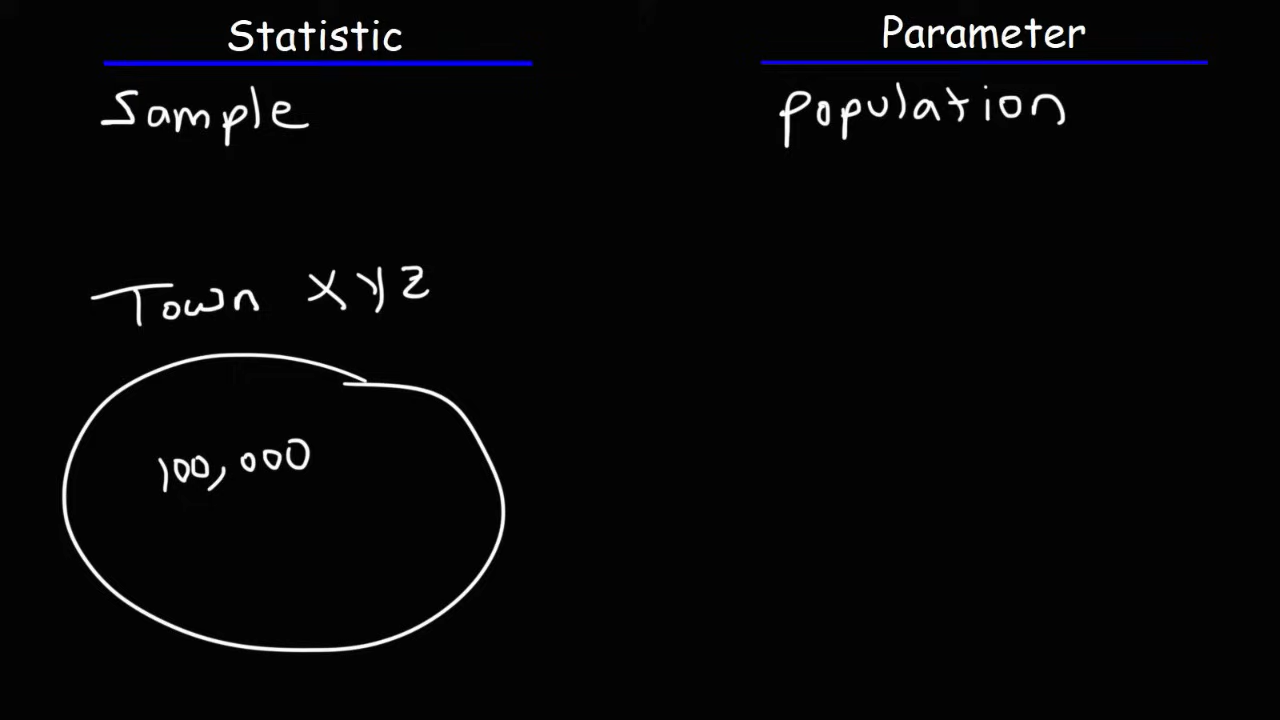 Statistic
Parameter
Sample
population
Town XYZ
100,000